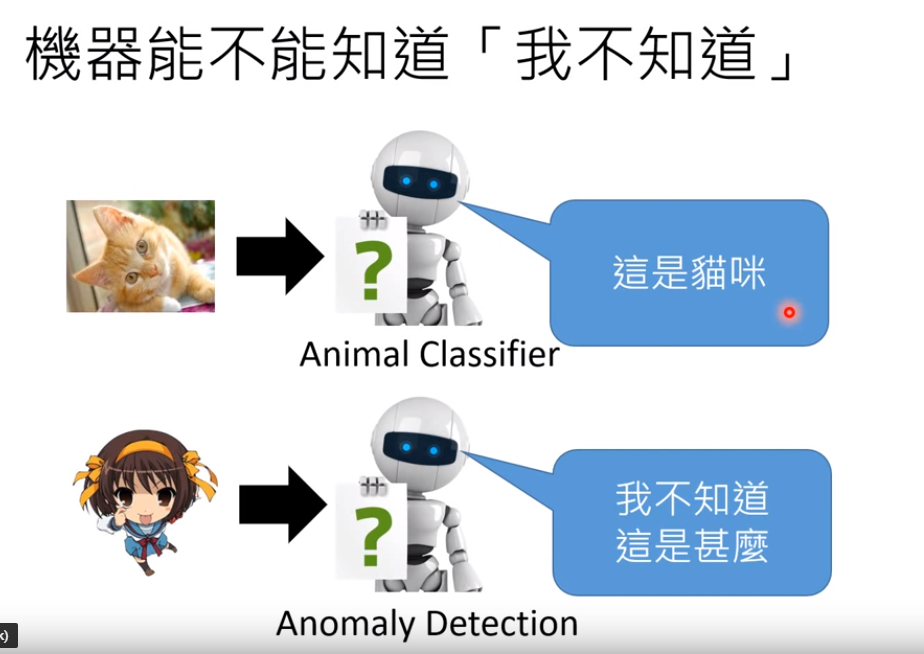 機器能不能知道「我不知道」
?
這是貓咪
Animal Classifier
?
我不知道
這是甚麼
Anomaly Detection
k)